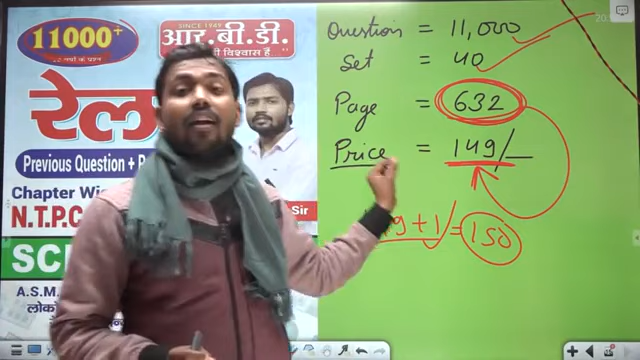 11000+
SINCE 1949
आर.बी.डी.
विश्वास है
रेल
Previous Question + P
Chapter Wis
N.T.P.C
Sir
SC
A.S.M.
लोको
Question = 11,000
Set = 40
Page = 632
Price = 149/—
9+1/=150